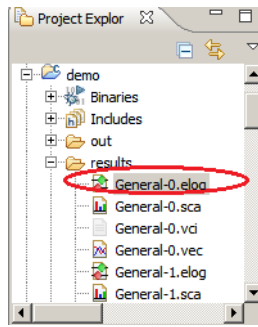 Project Explor
demo
Binaries
Includes
out
results
General-0.elog
General-0.sca
General-0.vci
General-0.vec
General-1.elog
General-1.sca